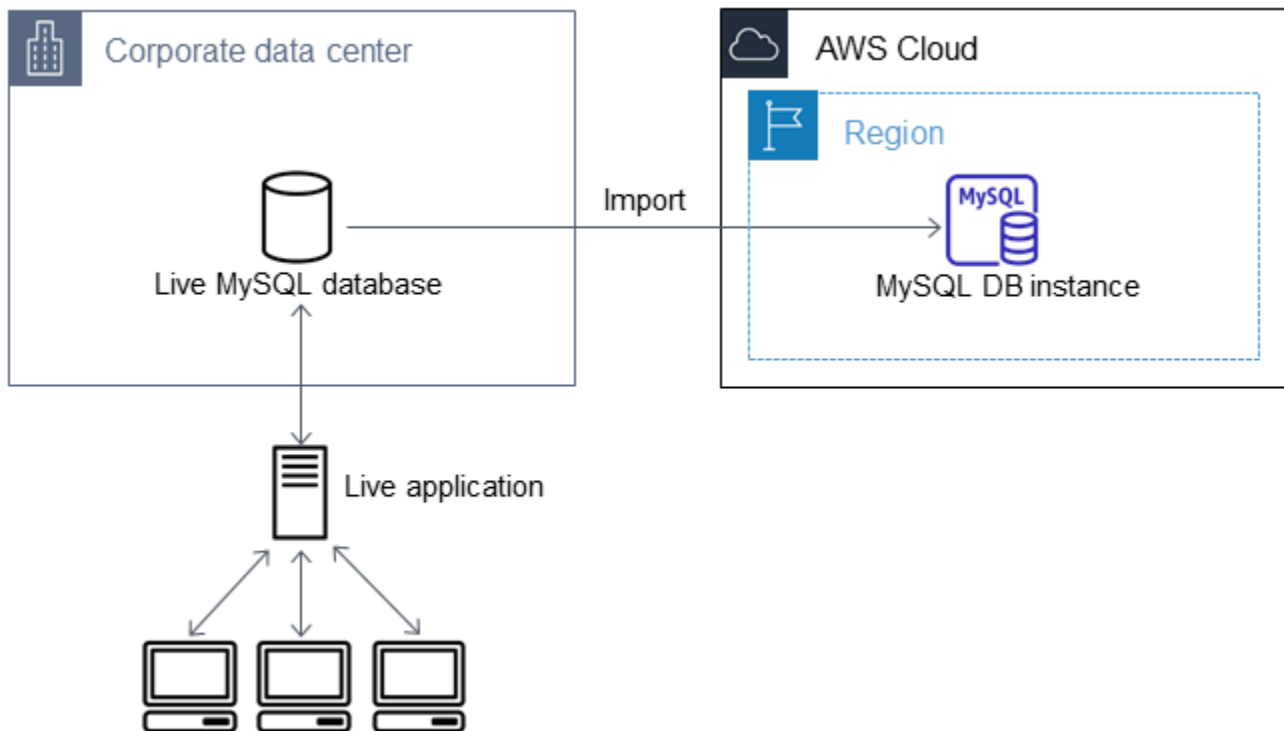 Corporate data center
AWS Cloud
Region
MySQL
Import
Live MySQL database
MySQL DB instance
Live application